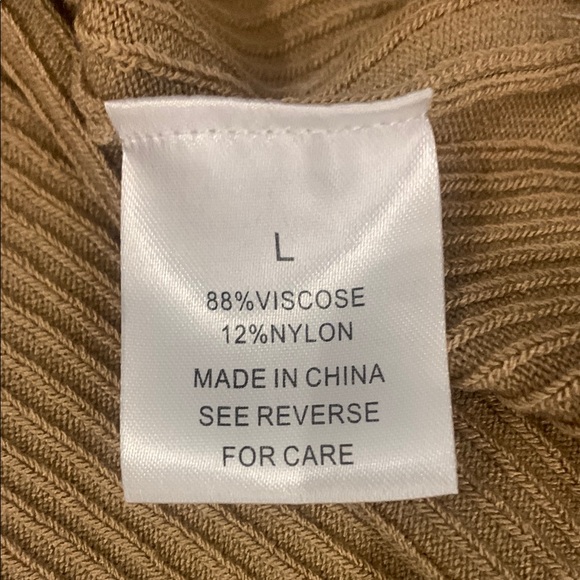 L
88%VISCOSE
12%NYLON
MADE IN CHINA
SEE REVERSE
FOR CARE